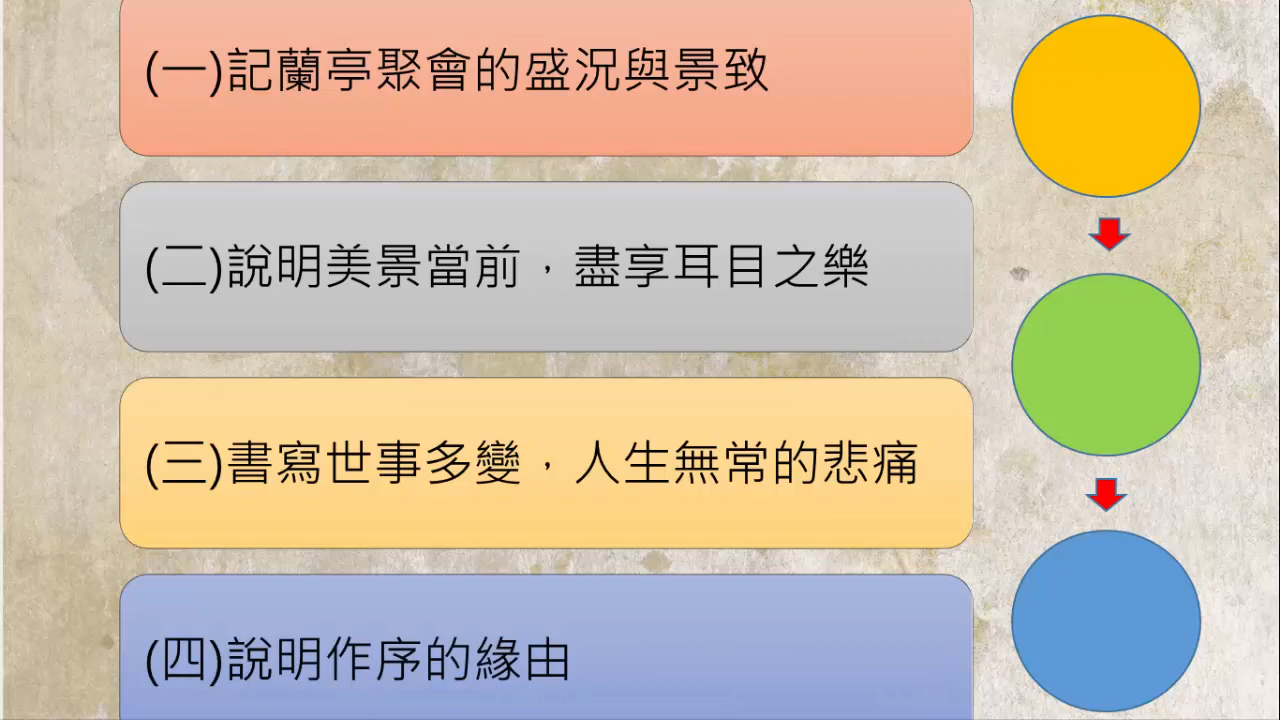 (一)記蘭亭聚會的盛況與景致
(二)說明美景當前，盡享耳目之樂
(三)書寫世事多變，人生無常的悲痛
(四)說明作序的緣由